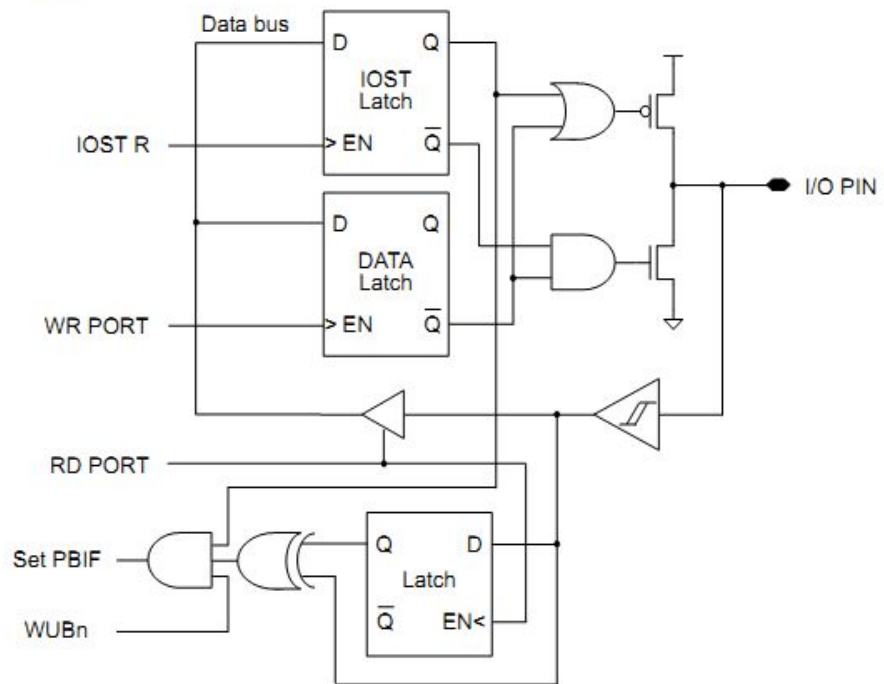 Data bus
D Q
IOST
Latch
IOST R
> EN Q̅
I/O PIN
D Q
DATA
Latch
WR PORT
> EN Q̅
RD PORT
Q D
Set PBIF
Latch
Q̅ EN<
WUBn